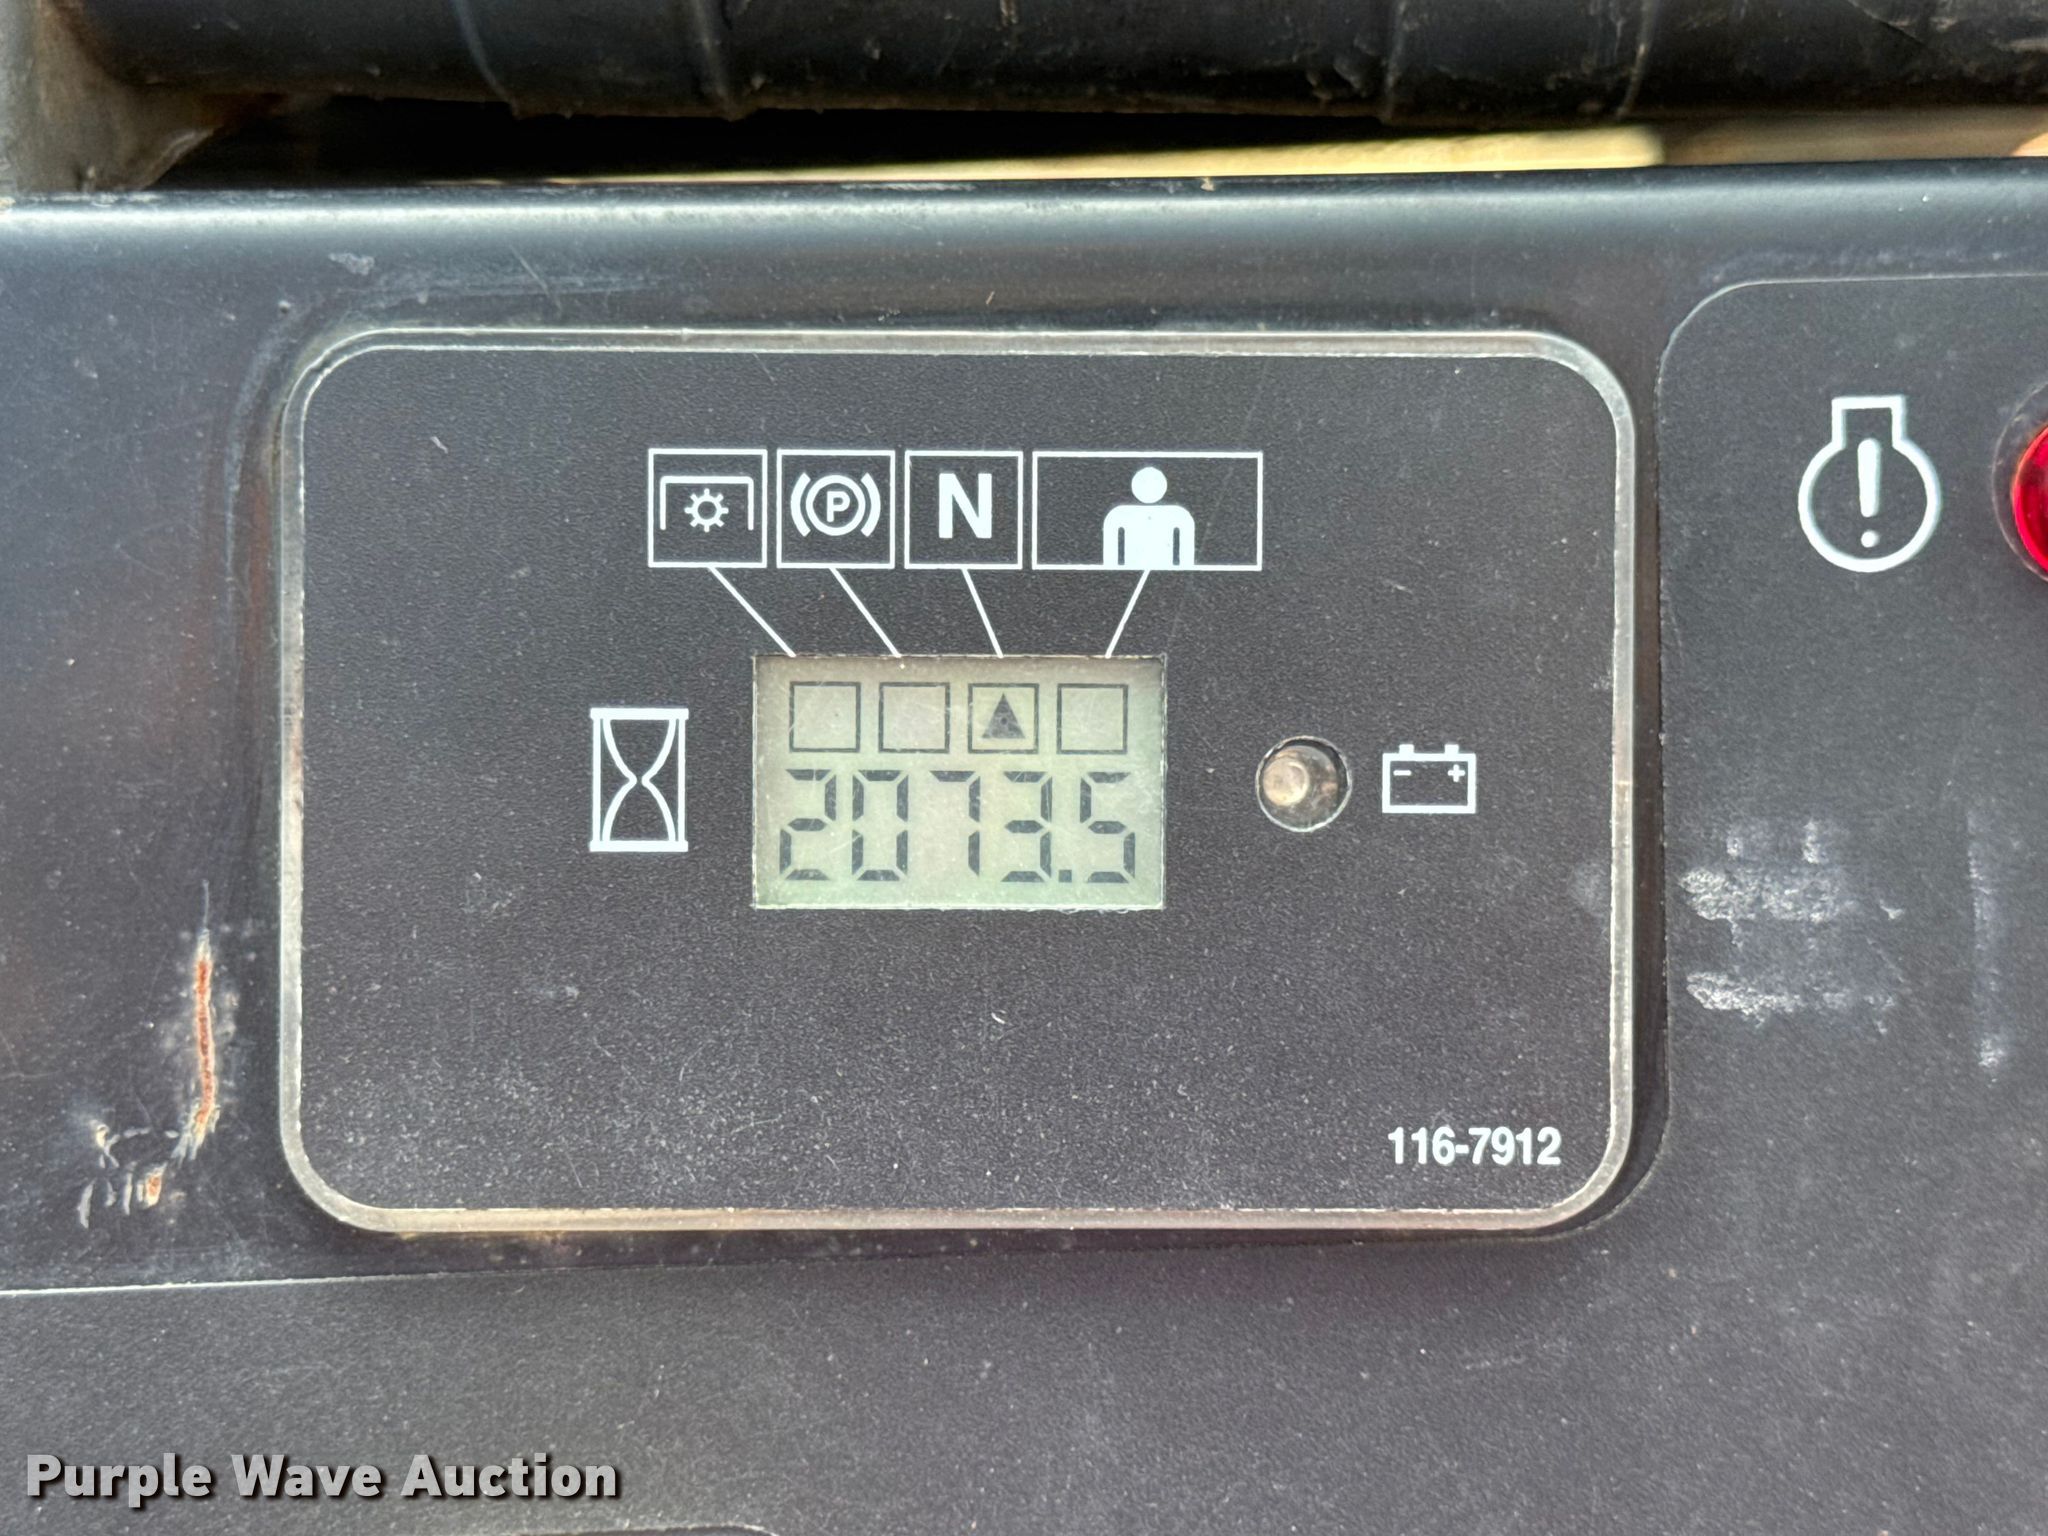 P
N
- +
2073.5
116-7912
Purple Wave Auction